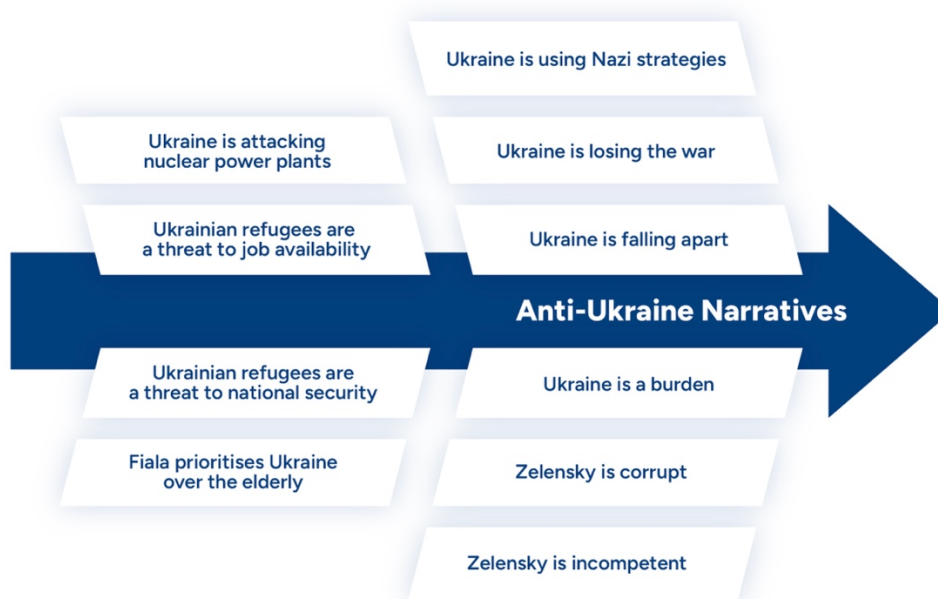 Ukraine is using Nazi strategies
Ukraine is attacking
nuclear power plants
Ukraine is losing the war
Ukrainian refugees are
a threat to job availability
Ukraine is falling apart
Anti-Ukraine Narratives
Ukrainian refugees are
a threat to national security
Ukraine is a burden
Fiala prioritises Ukraine
over the elderly
Zelensky is corrupt
Zelensky is incompetent